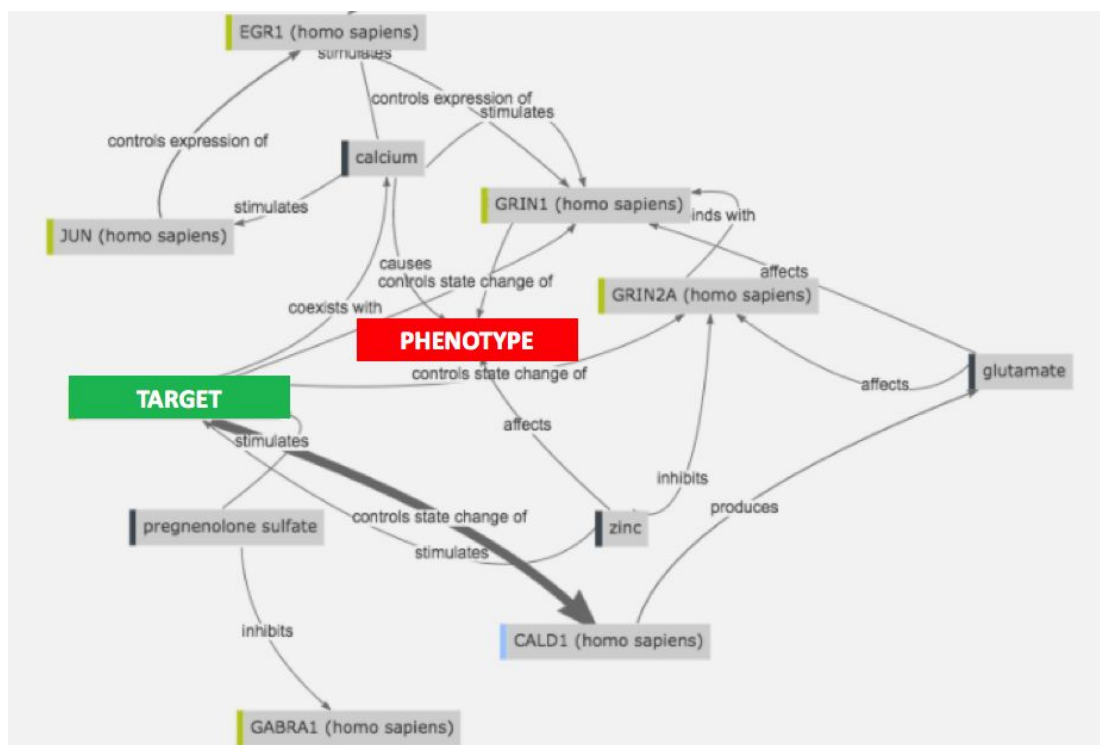 EGR1 (homo sapiens)
stimulates
controls expression of
stimulates
controls expression of
calcium
stimulates
GRIN1 (homo sapiens)
inds with
JUN (homo sapiens)
causes
affects
controls state change of
GRIN2A (homo sapiens)
coexists with
PHENOTYPE
glutamate
controls state change of
affects
TARGET
affects
stimulates
inhibits
produces
controls state change of
pregnenolone sulfate
zinc
stimulates
inhibits
CALD1 (homo sapiens)
GABRA1 (homo sapiens)